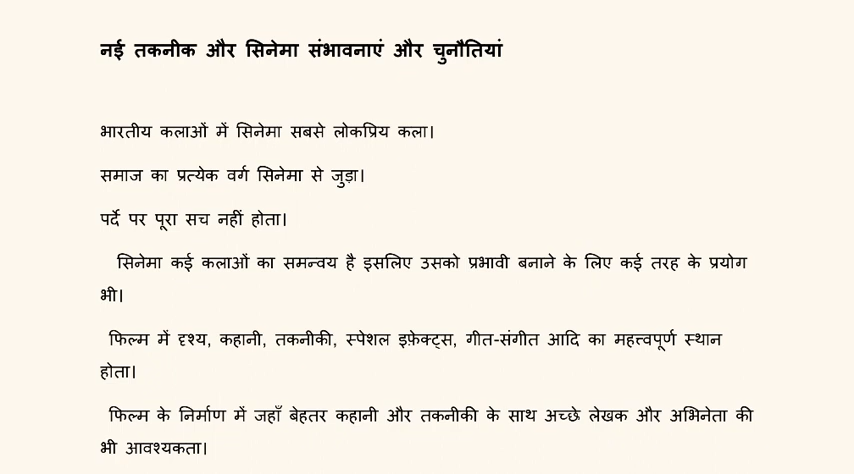 नई तकनीक और सिनेमा संभावनाएं और चुनौतियां
भारतीय कलाओं में सिनेमा सबसे लोकप्रिय कला।
समाज का प्रत्येक वर्ग सिनेमा से जुड़ा।
पर्दे पर पूरा सच नहीं होता।
सिनेमा कई कलाओं का समन्वय है इसलिए उसको प्रभावी बनाने के लिए कई तरह के प्रयोग
भी।
फिल्म में दृश्य, कहानी, तकनीकी, स्पेशल इफ़ेक्ट्स, गीत-संगीत आदि का महत्त्वपूर्ण स्थान
होता।
फिल्म के निर्माण में जहाँ बेहतर कहानी और तकनीकी के साथ अच्छे लेखक और अभिनेता की
भी आवश्यकता।